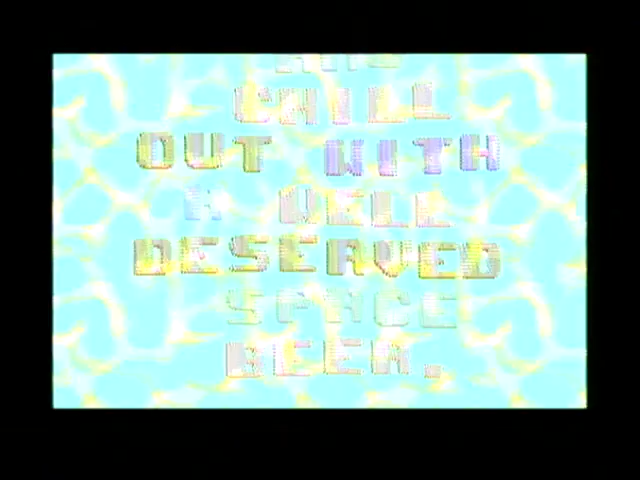 CHILL
OUT WITH
A WELL
DESERVED
SPACE
BEER.